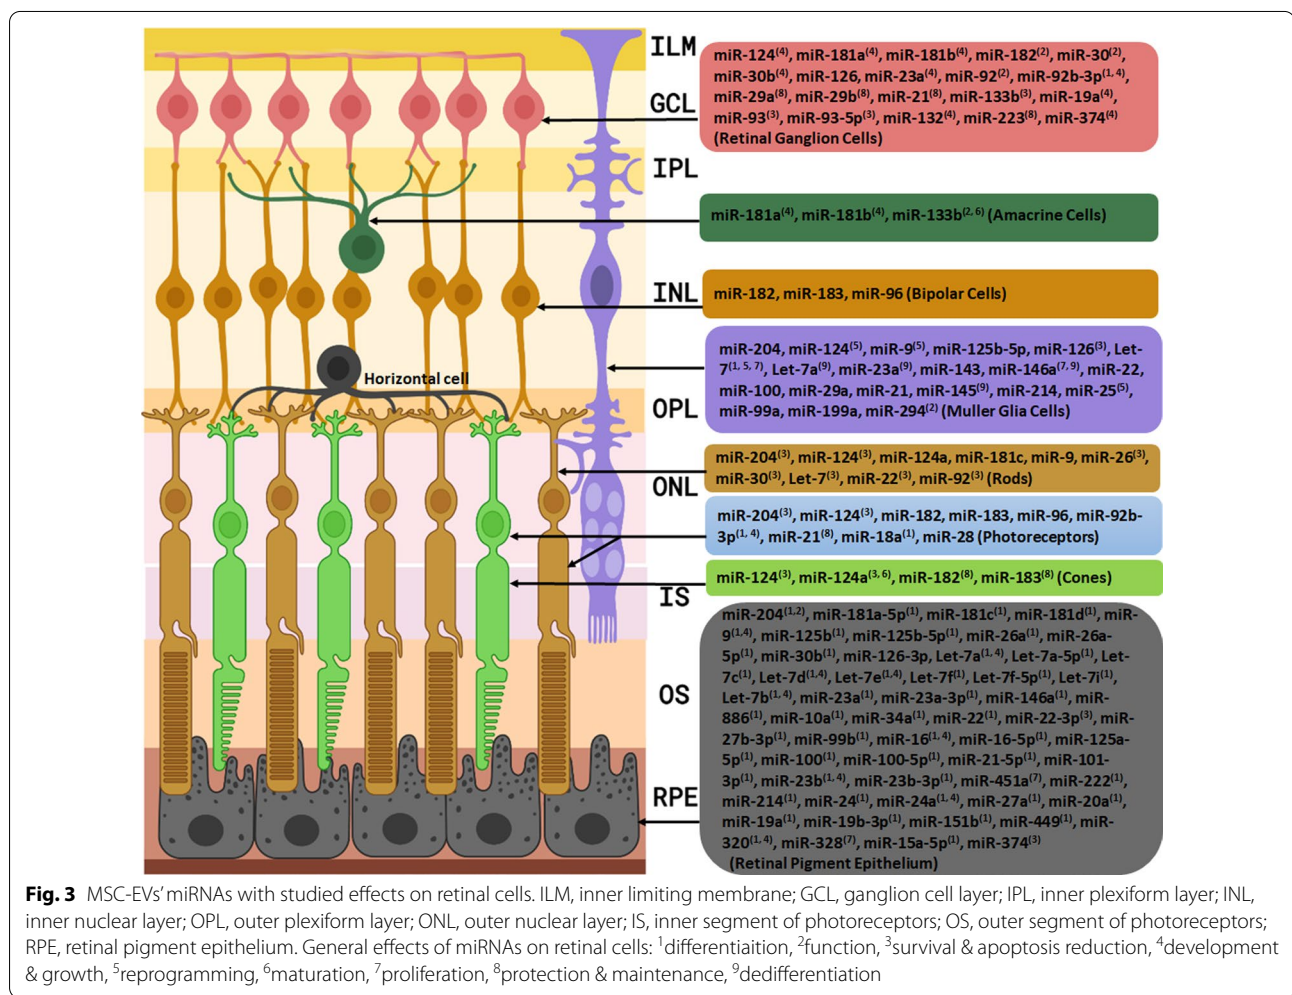 ILM
miR-124(4), miR-181a(4), miR-181b(4), miR-182(2), miR-30(2),
miR-30b(4), miR-126, miR-23a(4), miR-92(2), miR-92b-3p(1, 4),
miR-29a(8), miR-29b(8), miR-21(8), miR-133b(3), miR-19a(4),
miR-93(3), miR-93-5p(3), miR-132(4), miR-223(8), miR-374(4)
(Retinal Ganglion Cells)
GCL
IPL
miR-181a(4), miR-181b(4), miR-133b(2, 6) (Amacrine Cells)
INL
miR-182, miR-183, miR-96 (Bipolar Cells)
miR-204, miR-124(5), miR-9(5), miR-125b-5p, miR-126(3), Let-
7(1, 5, 7), Let-7a(9), miR-23a(9), miR-143, miR-146a(7, 9), miR-22,
miR-100, miR-29a, miR-21, miR-145(9), miR-214, miR-25(5),
miR-99a, miR-199a, miR-294(2) (Muller Glia Cells)
Horizontal cell
OPL
miR-204(3), miR-124(3), miR-124a, miR-181c, miR-9, miR-26(3),
miR-30(3), Let-7(3), miR-22(3), miR-92(3) (Rods)
ONL
miR-204(3), miR-124(3), miR-182, miR-183, miR-96, miR-92b-
3p(1, 4), miR-21(8), miR-18a(1), miR-28 (Photoreceptors)
miR-124(3), miR-124a(3, 6), miR-182(8), miR-183(8) (Cones)
IS
miR-204(1,2), miR-181a-5p(1), miR-181c(1), miR-181d(1), miR-
9(1,4), miR-125b(1), miR-125b-5p(1), miR-26a(1), miR-26a-
5p(1), miR-30b(1), miR-126-3p, Let-7a(1,4), Let-7a-5p(1), Let-
7c(1), Let-7d(1,4), Let-7e(1,4), Let-7f(1), Let-7f-5p(1), Let-7i(1),
Let-7b(1, 4), miR-23a(1), miR-23a-3p(1), miR-146a(1), miR-
886(1), miR-10a(1), miR-34a(1), miR-22(1), miR-22-3p(3), miR-
27b-3p(1), miR-99b(1), miR-16(1, 4), miR-16-5p(1), miR-125a-
5p(1), miR-100(1), miR-100-5p(1), miR-21-5p(1), miR-101-
3p(1), miR-23b(1, 4), miR-23b-3p(1), miR-451a(7), miR-222(1),
miR-214(1), miR-24(1), miR-24a(1, 4), miR-27a(1), miR-20a(1),
miR-19a(1), miR-19b-3p(1), miR-151b(1), miR-449(1), miR-
320(1, 4), miR-328(7), miR-15a-5p(1), miR-374(3)
(Retinal Pigment Epithelium)
OS
RPE
Fig. 3 MSC-EVs' miRNAs with studied effects on retinal cells. ILM, inner limiting membrane; GCL, ganglion cell layer; IPL, inner plexiform layer; INL,
inner nuclear layer; OPL, outer plexiform layer; ONL, outer nuclear layer; IS, inner segment of photoreceptors; OS, outer segment of photoreceptors;
RPE, retinal pigment epithelium. General effects of miRNAs on retinal cells: 1differentiaition, 2function, 3survival & apoptosis reduction, 4development
& growth, 5reprogramming, 6maturation, 7proliferation, 8protection & maintenance, 9dedifferentiation